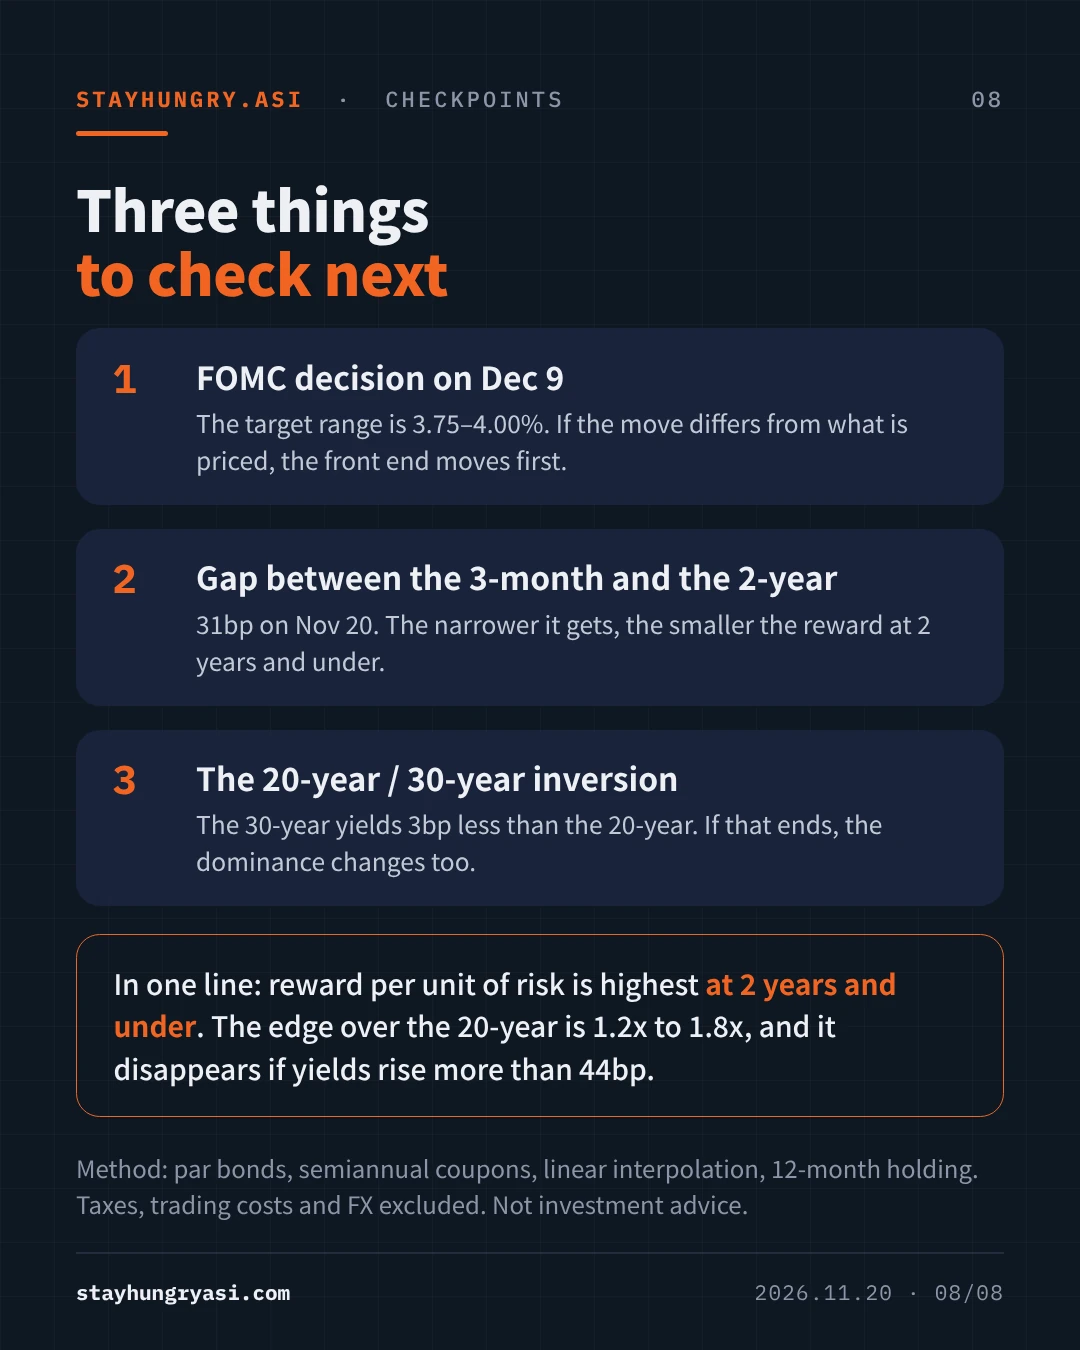 STAYHUNGRY.ASI · CHECKPOINTS 08
Three things
to check next
1 FOMC decision on Dec 9
The target range is 3.75–4.00%. If the move differs from what is
priced, the front end moves first.
2 Gap between the 3-month and the 2-year
31bp on Nov 20. The narrower it gets, the smaller the reward at 2
years and under.
3 The 20-year / 30-year inversion
The 30-year yields 3bp less than the 20-year. If that ends, the
dominance changes too.
In one line: reward per unit of risk is highest at 2 years and
under. The edge over the 20-year is 1.2x to 1.8x, and it
disappears if yields rise more than 44bp.
Method: par bonds, semiannual coupons, linear interpolation, 12-month holding.
Taxes, trading costs and FX excluded. Not investment advice.
stayhungryasi.com 2026.11.20 · 08/08